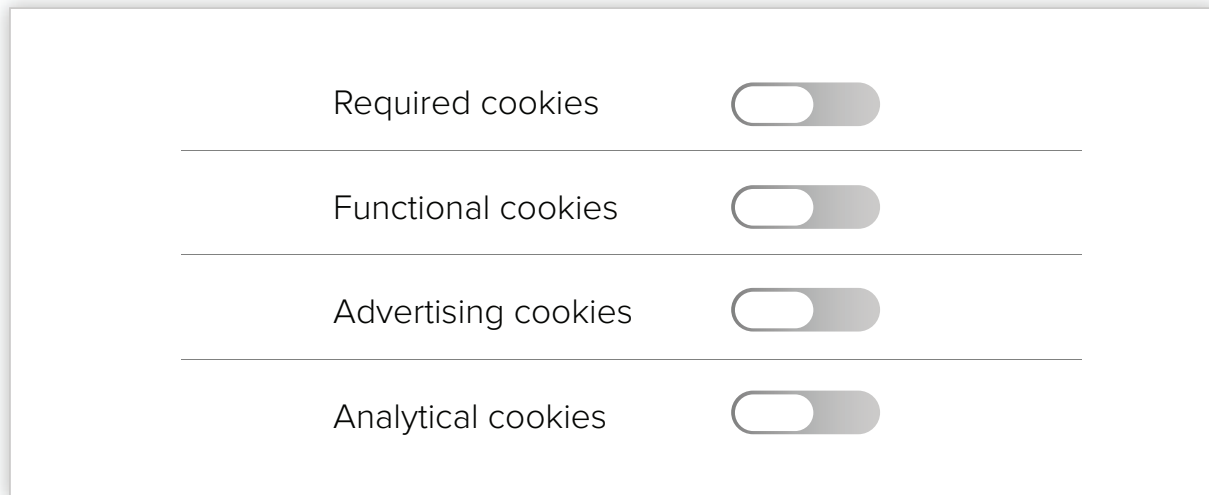 Required cookies
Functional cookies
Advertising cookies
Analytical cookies